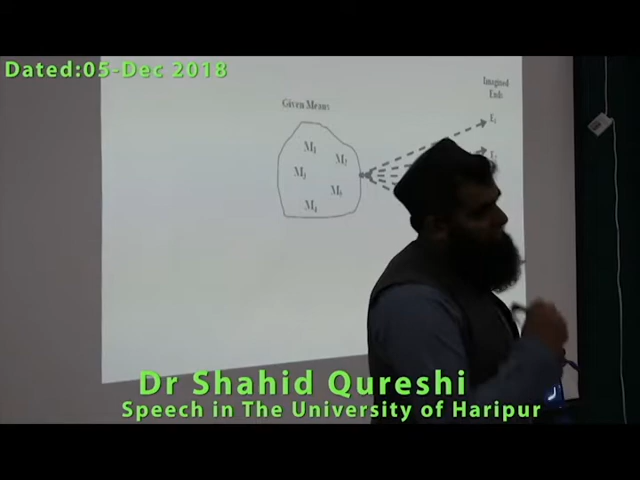 Dated:05-Dec 2018
Imagined
Ends
Given Means
E1
M1
M2
E2
M3
M5
M4
Dr Shahid Qureshi
Speech in The University of Haripur